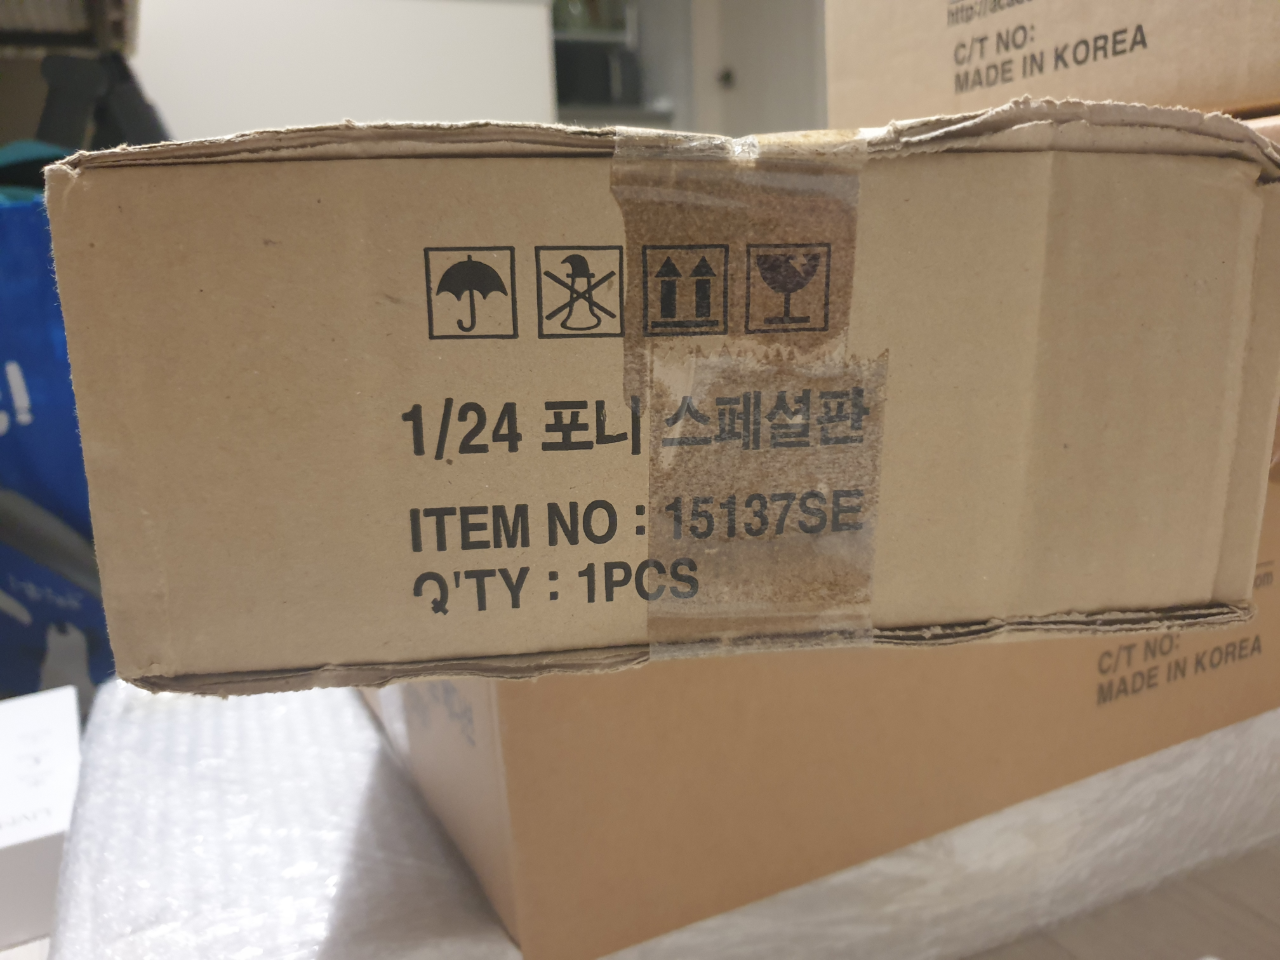 C/T NO:
MADE IN KOREA
1/24 포니 스페셜판
ITEM NO : 15137SE
Q'TY : 1PCS
C/T NO:
MADE IN KOREA